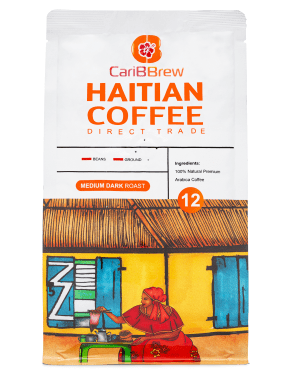 CariBBrew
HAITIAN
COFFEE
DIRECT TRADE
BEANS GROUND
Ingredients:
100% Natural Premium
Arabica Coffee
MEDIUM DARK ROAST
12